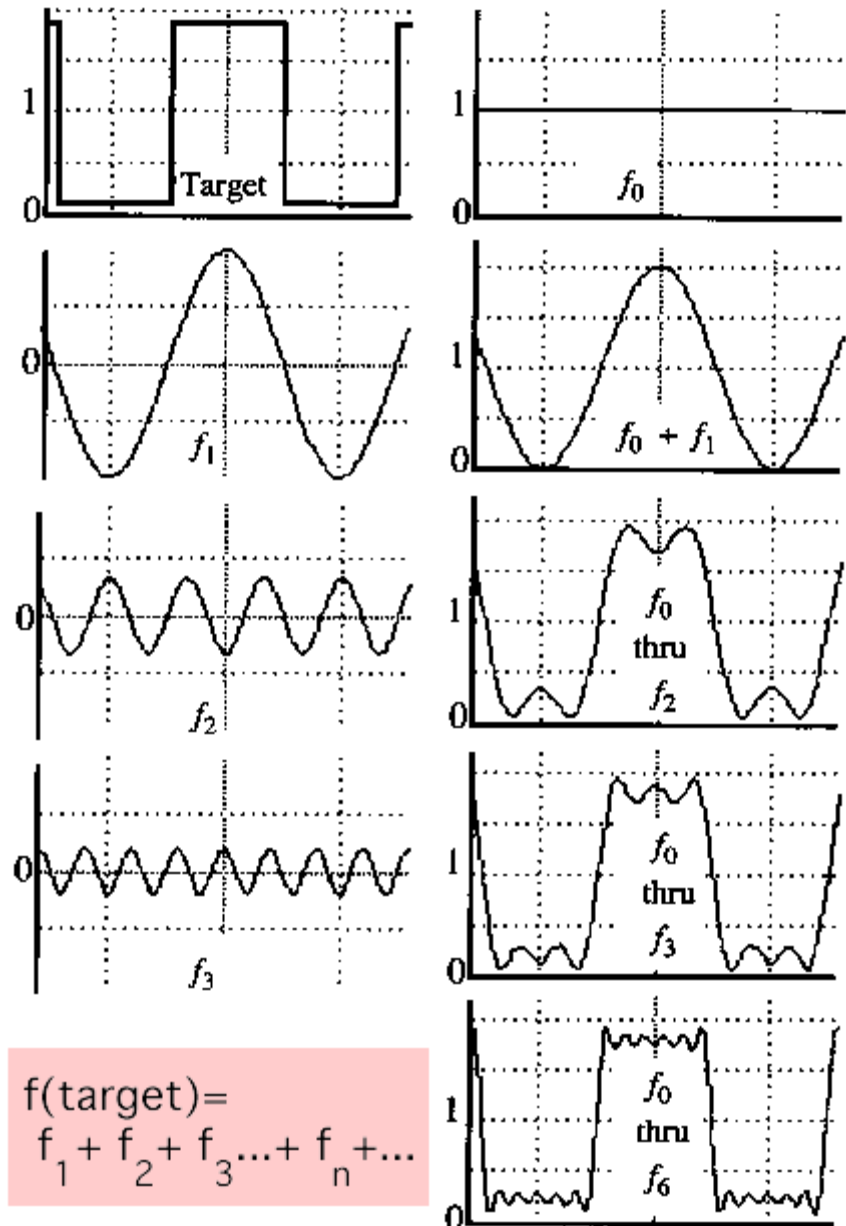 1
0
Target
1
0
f0
0
f1
1
0
f0 + f1
0
f2
1
0
f0
thru
f2
0
f3
1
0
f0
thru
f3
f(target)=
f1+ f2+ f3...+ fn+...
1
0
f0
thru
f6